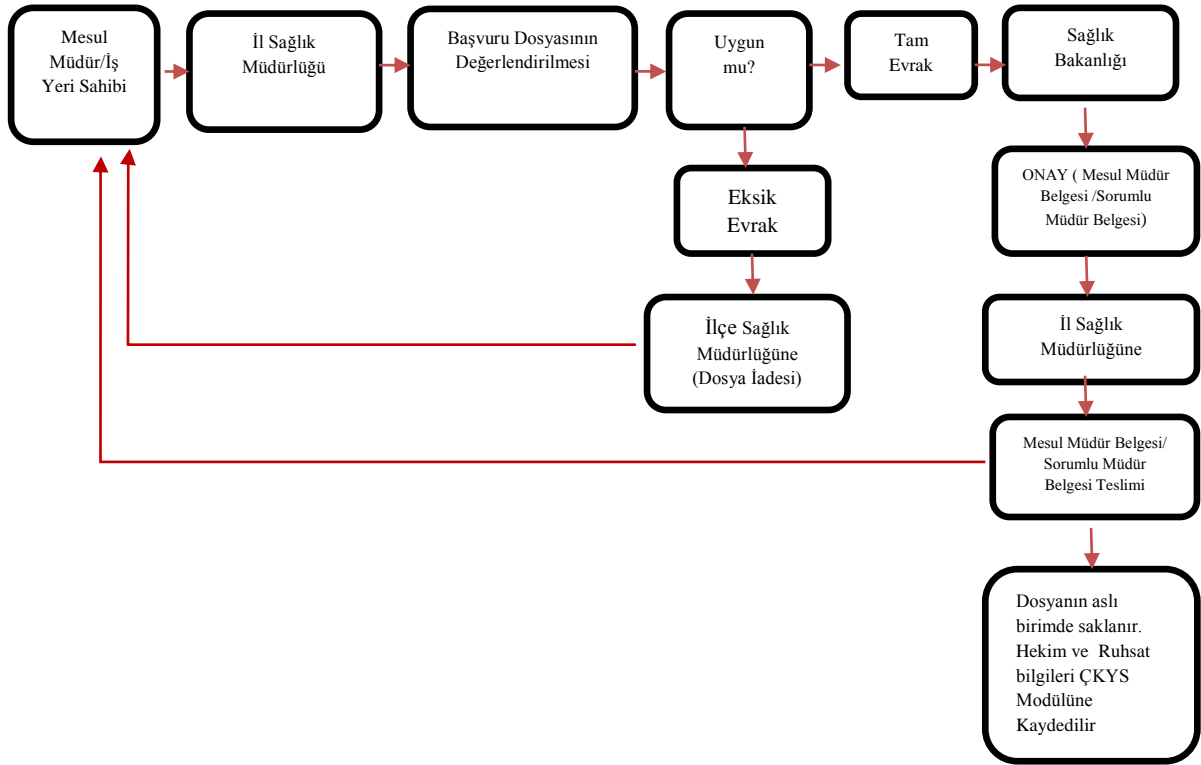 Mesul
Müdür/İş
Yeri Sahibi
İl Sağlık
Müdürlüğü
Başvuru Dosyasının
Değerlendirilmesi
Uygun
mu?
Tam
Evrak
Sağlık
Bakanlığı
Eksik
Evrak
ONAY ( Mesul Müdür
Belgesi /Sorumlu
Müdür Belgesi)
İlçe Sağlık
Müdürlüğüne
(Dosya İadesi)
İl Sağlık
Müdürlüğüne
Mesul Müdür Belgesi/
Sorumlu Müdür
Belgesi Teslimi
Dosyanın aslı
birimde saklanır.
Hekim ve Ruhsat
bilgileri ÇKYS
Modülüne
Kaydedilir